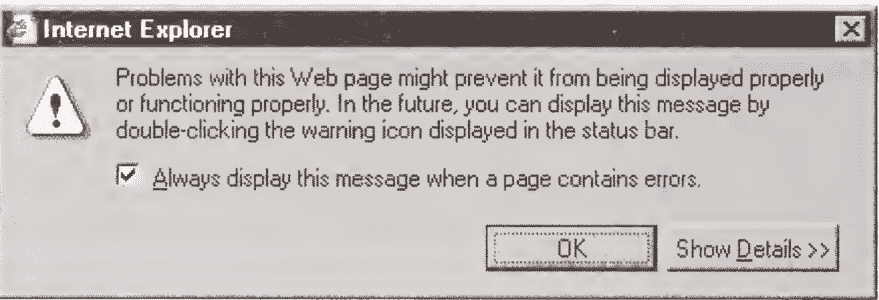 Internet Explorer
Problems with this Web page might prevent it from being displayed properly
or functioning properly. In the future, you can display this message by
double-clicking the warning icon displayed in the status bar.
Always display this message when a page contains errors.
OK
Show Details >>